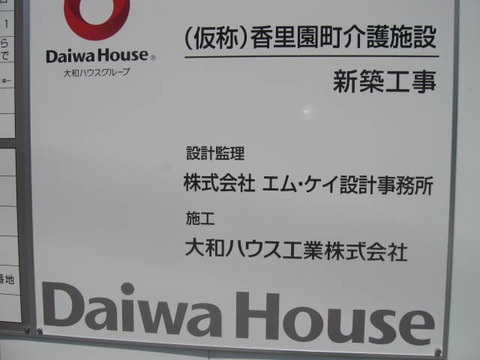 Daiwa House®
大和ハウスグループ
(仮称)香里園町介護施設
新築工事
設計監理
株式会社 エム・ケイ設計事務所
施工
大和ハウス工業株式会社
Daiwa House
番地